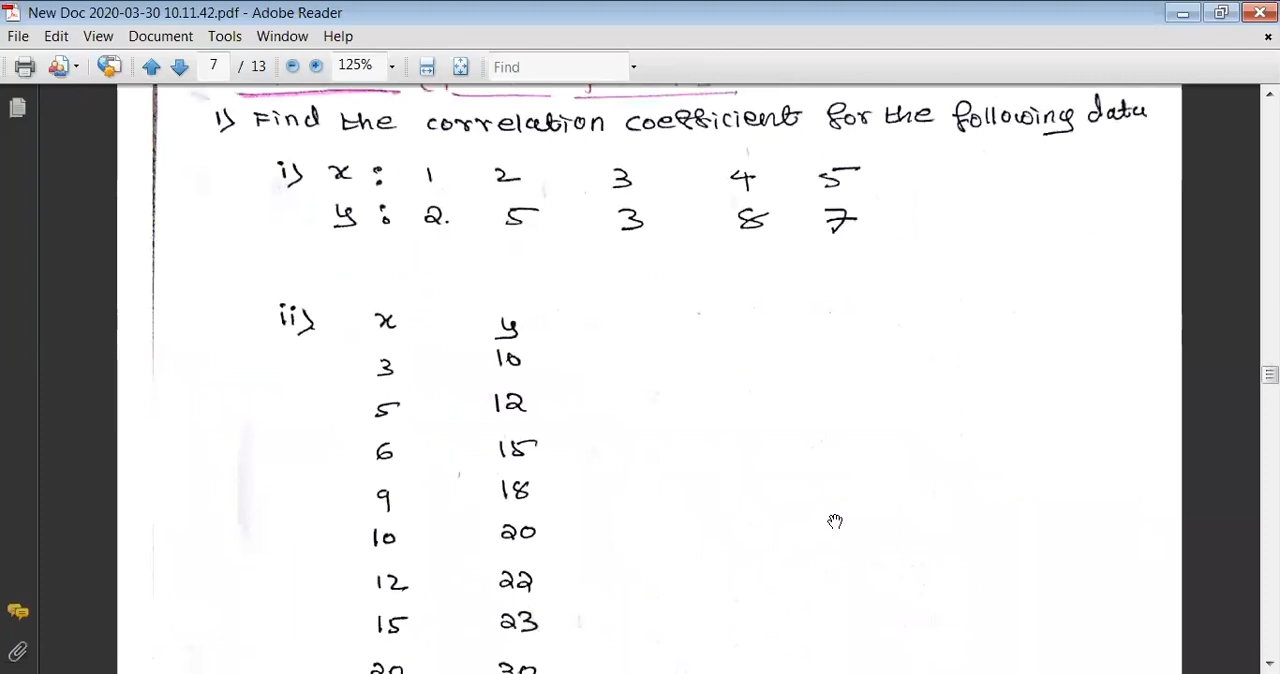 New Doc 2020-03-30 10.11.42.pdf - Adobe Reader
File Edit View Document Tools Window Help
7 / 13 125% Find
1) Find the correlation coefficient for the following data
i) x : 1 2 3 4 5
y : 2. 5 3 8 7
ii) x y
3 10
5 12
6 15
9 18
10 20
12 22
15 23
20 30